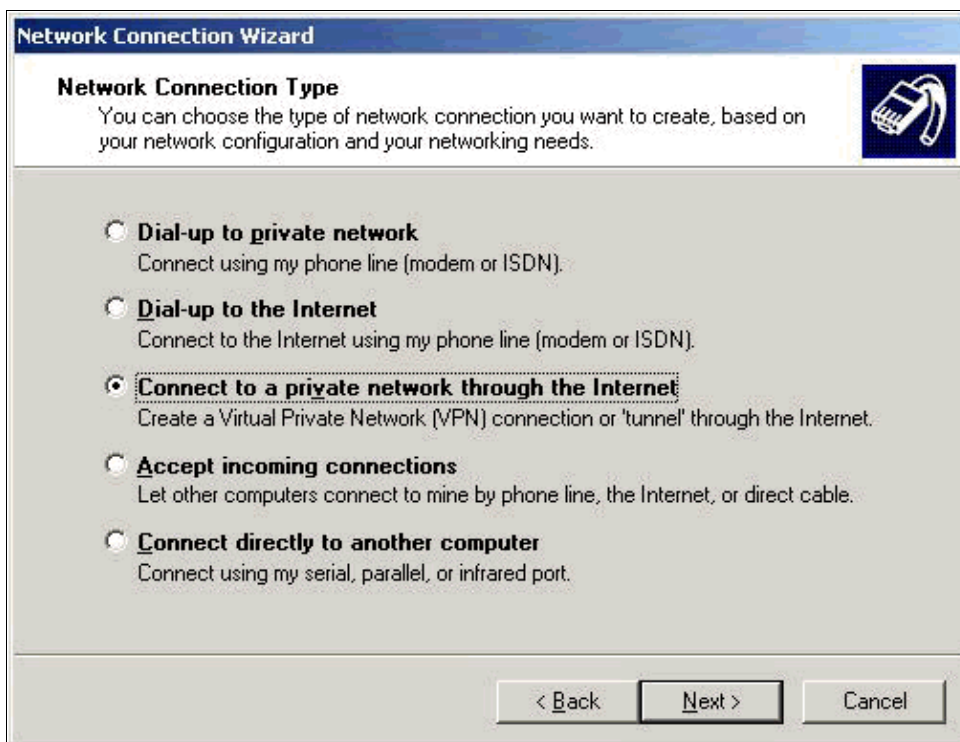 Network Connection Wizard
Network Connection Type
You can choose the type of network connection you want to create, based on
your network configuration and your networking needs.
Dial-up to private network
Connect using my phone line (modem or ISDN).
Dial-up to the Internet
Connect to the Internet using my phone line (modem or ISDN).
Connect to a private network through the Internet
Create a Virtual Private Network (VPN) connection or 'tunnel' through the Internet.
Accept incoming connections
Let other computers connect to mine by phone line, the Internet, or direct cable.
Connect directly to another computer
Connect using my serial, parallel, or infrared port.
< Back Next > Cancel